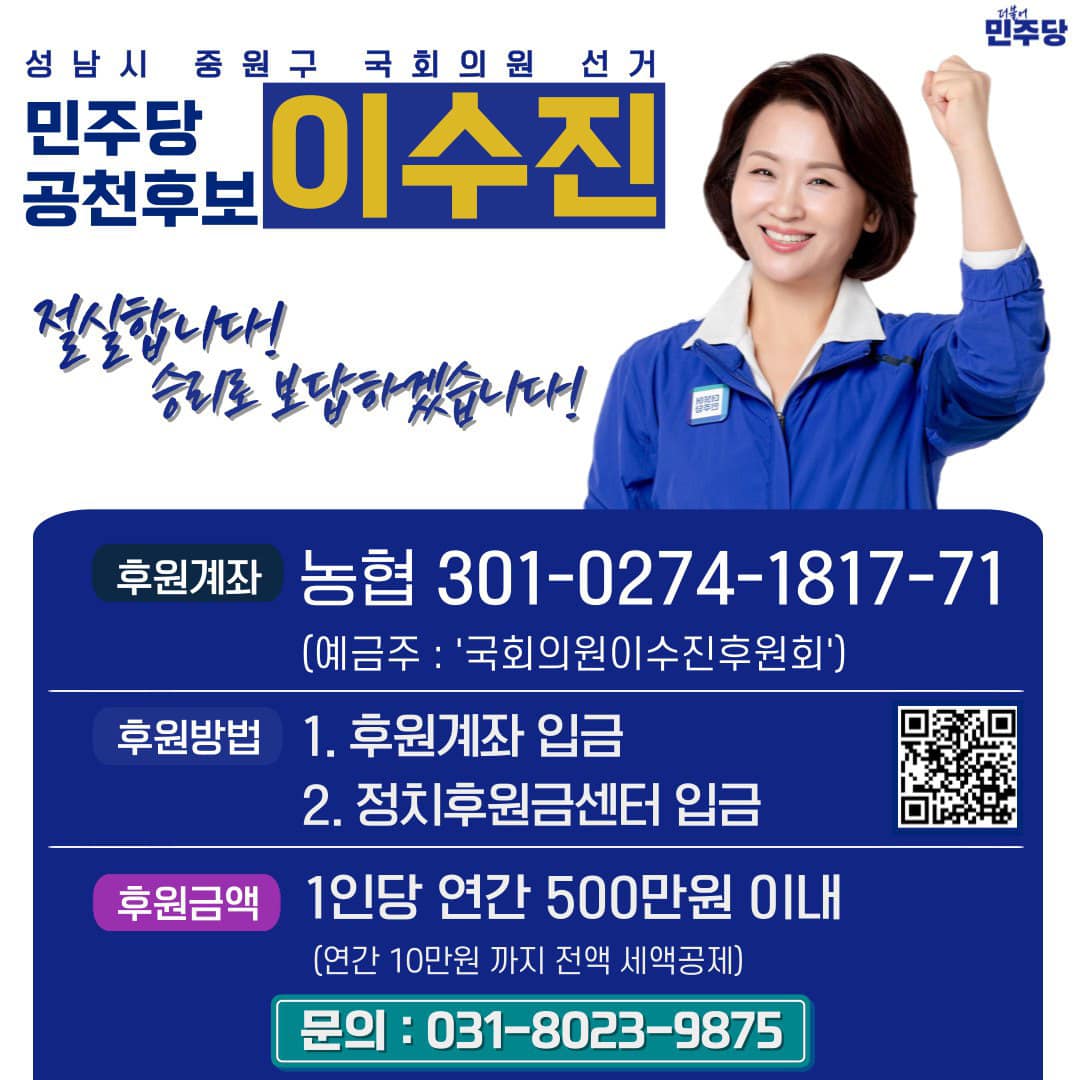 더불어
민주당
성남시 중원구 국회의원 선거
민주당
공천후보
이수진
절실합니다!
승리로 보답하겠습니다!
후원계좌 농협 301-0274-1817-71
(예금주 : '국회의원이수진후원회')
후원방법 1. 후원계좌 입금
2. 정치후원금센터 입금
후원금액 1인당 연간 500만원 이내
(연간 10만원 까지 전액 세액공제)
문의 : 031-8023-9875